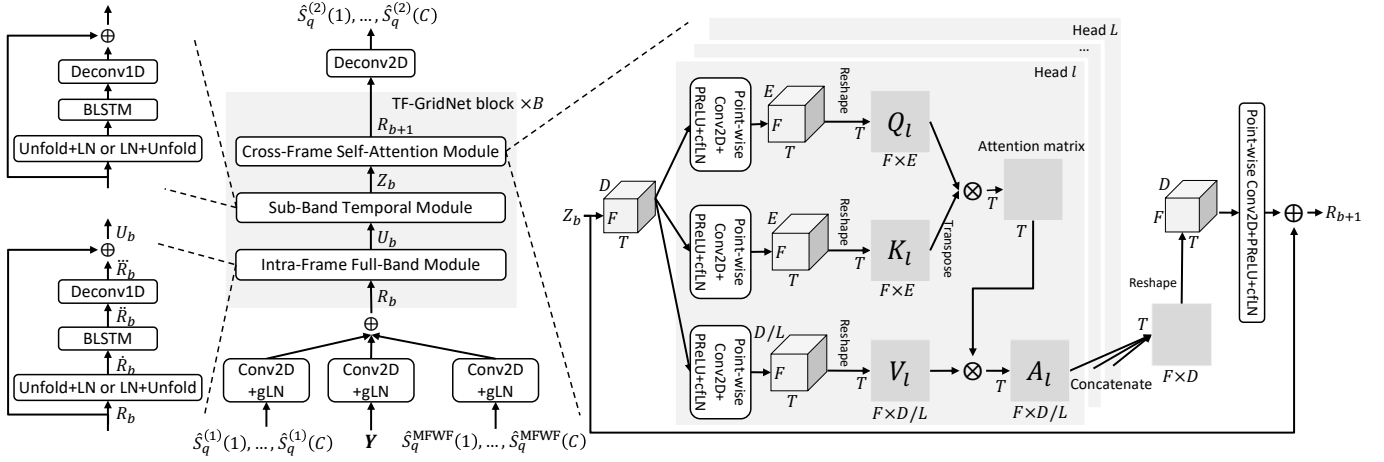 Ŝ_q^{(2)}(1), …, Ŝ_q^{(2)}(C)
Deconv2D
TF-GridNet block ×B
R_{b+1}
Cross-Frame Self-Attention Module
Z_b
Sub-Band Temporal Module
U_b
Intra-Frame Full-Band Module
R_b
⊕
Conv2D
+gLN
Conv2D
+gLN
Conv2D
+gLN
Ŝ_q^{(1)}(1), …, Ŝ_q^{(1)}(C)
Y
Ŝ_q^{MFWF}(1), …, Ŝ_q^{MFWF}(C)
⊕
Deconv1D
BLSTM
Unfold+LN or LN+Unfold
U_b
⊕
R⃛_b
Deconv1D
R̈_b
BLSTM
Ṙ_b
Unfold+LN or LN+Unfold
R_b
Head L
...
Head l
Z_b
D
F
T
Point-wise
Conv2D+
PReLU+cfLN
E
F
T
Reshape
T
Q_l
F×E
Point-wise
Conv2D+
PReLU+cfLN
E
F
T
Reshape
T
K_l
F×E
Transpose
⊗
Attention matrix
T
T
Point-wise
Conv2D+
PReLU+cfLN
D/L
F
T
Reshape
T
V_l
F×D/L
⊗
T
A_l
F×D/L
Concatenate
T
F×D
Reshape
D
F
T
Point-wise Conv2D+PReLU+cfLN
⊕
R_{b+1}